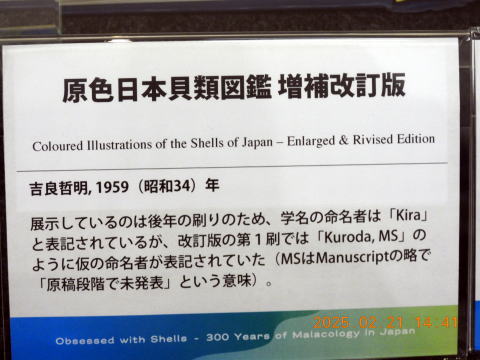 原色日本貝類図鑑 増補改訂版
Coloured Illustrations of the Shells of Japan – Enlarged & Rivised Edition
吉良哲明, 1959（昭和34）年
展示しているのは後年の刷りのため、学名の命名者は「Kira」
と表記されているが、改訂版の第１刷では「Kuroda, MS」の
ように仮の命名者が表記されていた（MSはManuscriptの略で
「原稿段階で未発表」という意味）。
2025.02.21 14:41
Obsessed with Shells - 300 Years of Malacology in Japan